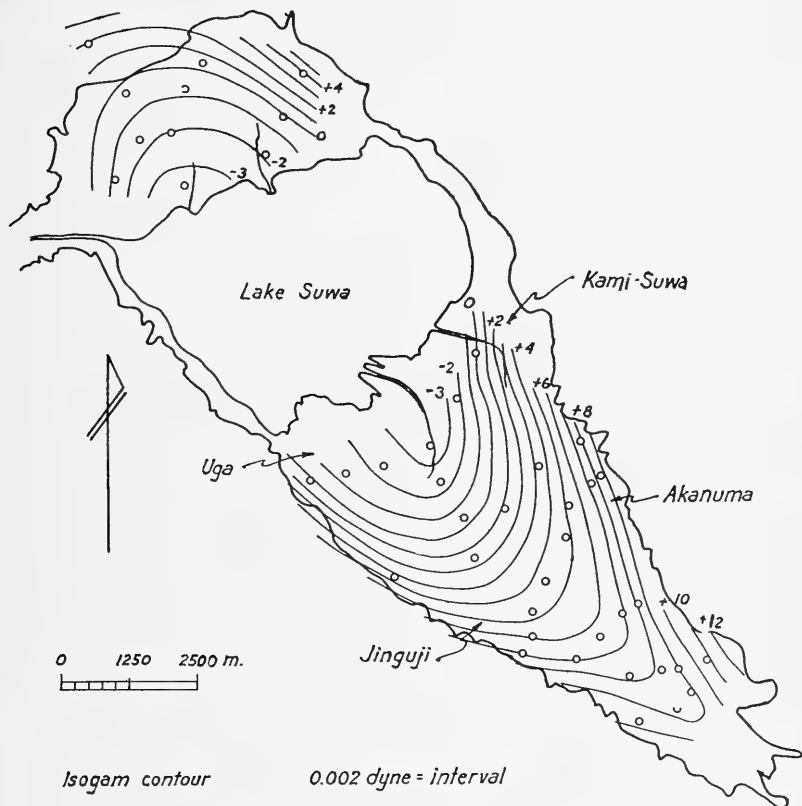 +4
+2
-2
-3
Lake Suwa
Kami-Suwa
+2
+4
-2
-3
+6
+8
Uga
Akanuma
+10
+12
Jinguji
0 1250 2500 m.
Isogam contour 0.002 dyne = interval